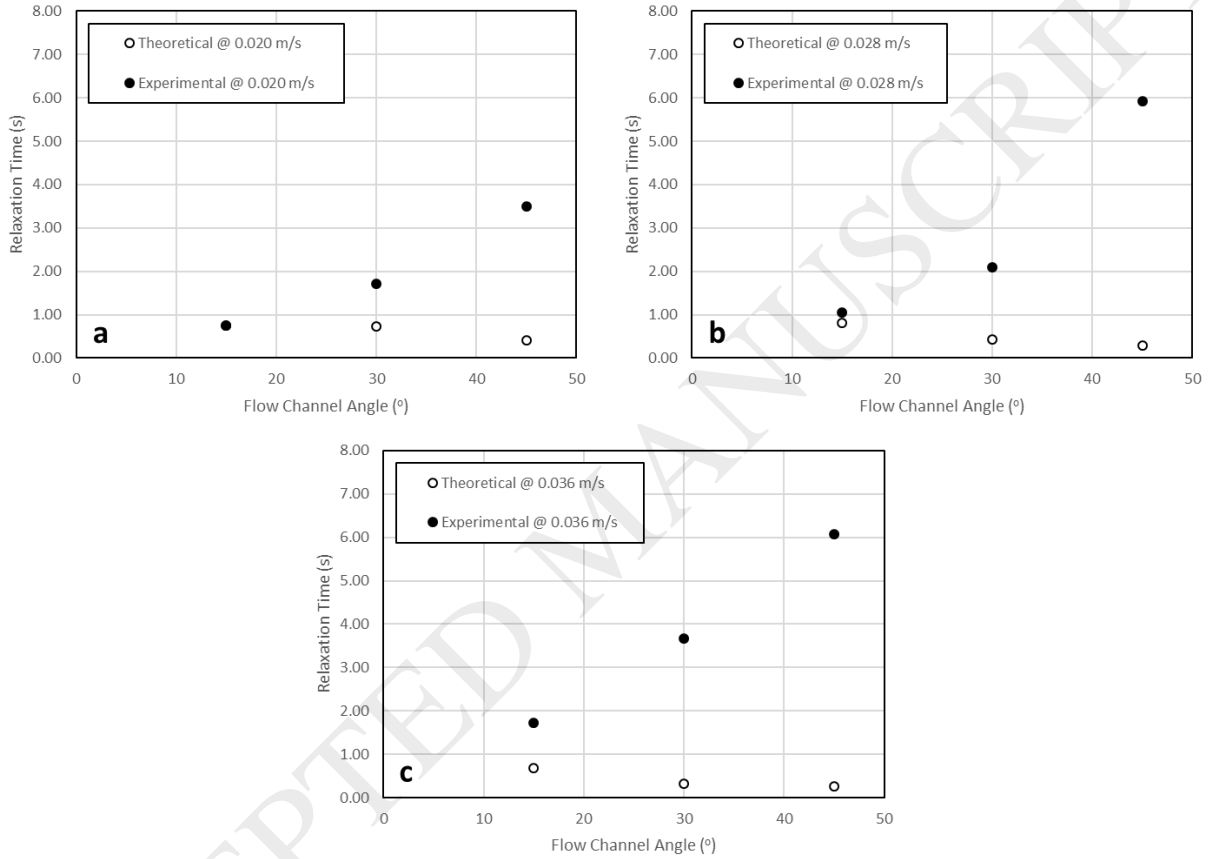 8.00
7.00
6.00
5.00
4.00
3.00
2.00
1.00
0.00
Relaxation Time (s)
Theoretical @ 0.020 m/s
Experimental @ 0.020 m/s
a
0 10 20 30 40 50
Flow Channel Angle (º)
8.00
7.00
6.00
5.00
4.00
3.00
2.00
1.00
0.00
Relaxation Time (s)
Theoretical @ 0.028 m/s
Experimental @ 0.028 m/s
b
0 10 20 30 40 50
Flow Channel Angle (º)
8.00
7.00
6.00
5.00
4.00
3.00
2.00
1.00
0.00
Relaxation Time (s)
Theoretical @ 0.036 m/s
Experimental @ 0.036 m/s
c
0 10 20 30 40 50
Flow Channel Angle (º)
EPTED MANUSCRIPT